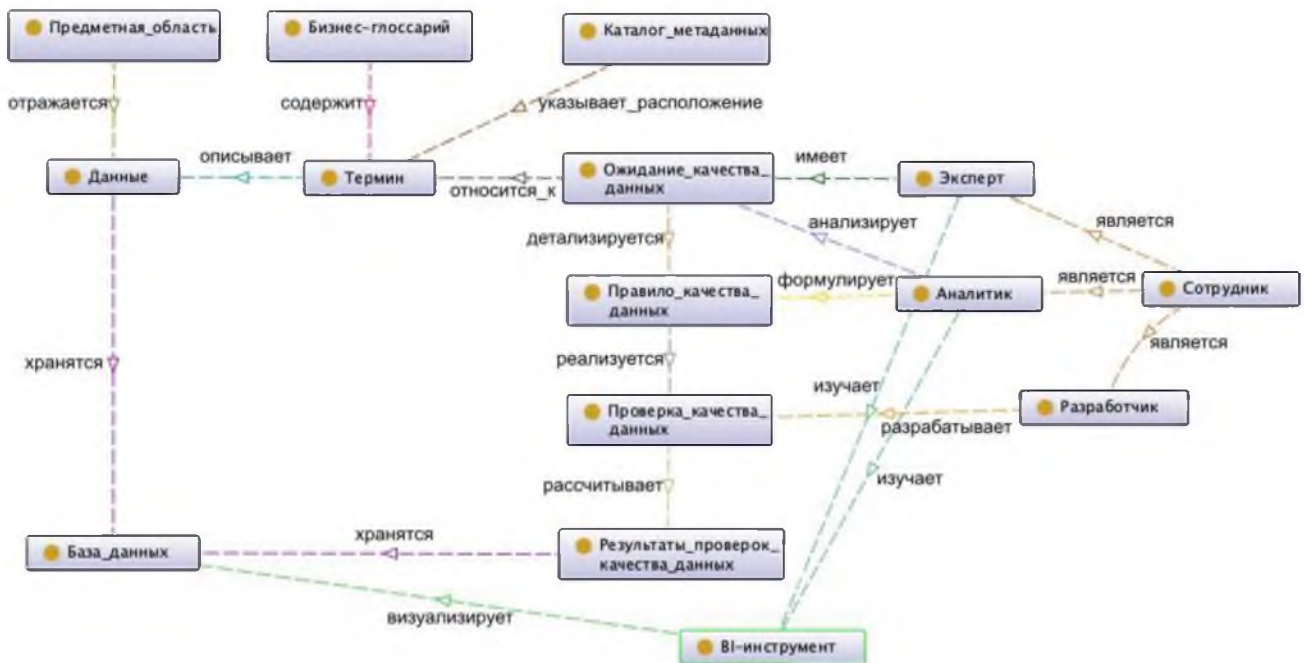 Предметная_область
Бизнес-глоссарий
Каталог_метаданных
отражается
содержит
указывает_расположение
описывает
имеет
Данные
Термин
Ожидание_качества_
данных
Эксперт
относится_к
анализирует
является
детализируется
формулирует
является
Правило_качества_
данных
Аналитик
Сотрудник
хранятся
реализуется
изучает
является
Проверка_качества_
данных
Разработчик
разрабатывает
рассчитывает
изучает
хранятся
База_данных
Результаты_проверок_
качества_данных
визуализирует
BI-инструмент